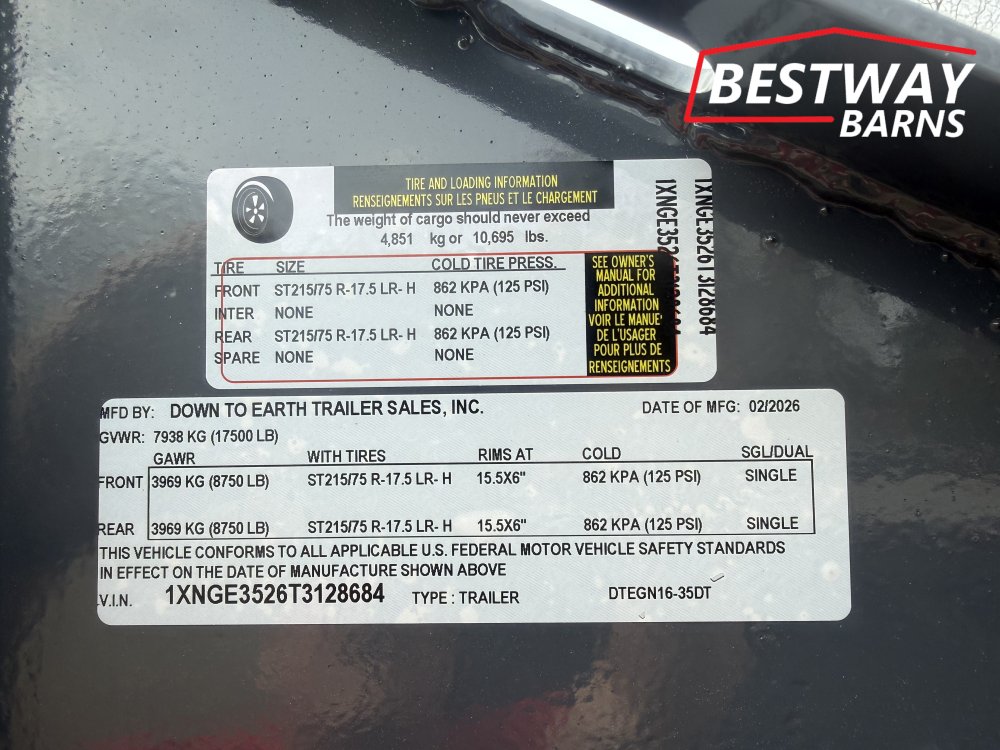 BESTWAY
BARNS
TIRE AND LOADING INFORMATION
RENSEIGNEMENTS SUR LES PNEUS ET LE CHARGEMENT
The weight of cargo should never exceed
4,851 kg or 10,695 lbs.
TIRE SIZE COLD TIRE PRESS.
FRONT ST215/75 R-17.5 LR- H 862 KPA (125 PSI)
INTER NONE NONE
REAR ST215/75 R-17.5 LR- H 862 KPA (125 PSI)
SPARE NONE NONE
SEE OWNER'S
MANUAL FOR
ADDITIONAL
INFORMATION
VOIR LE MANUE'
DE L'USAGER
POUR PLUS DE
RENSEIGNEMENTS
1XNGE3526T3128684
1XNGE3526T3128684
MFD BY: DOWN TO EARTH TRAILER SALES, INC. DATE OF MFG: 02/2026
GVWR: 7938 KG (17500 LB)
GAWR WITH TIRES RIMS AT COLD SGL/DUAL
FRONT 3969 KG (8750 LB) ST215/75 R-17.5 LR- H 15.5X6" 862 KPA (125 PSI) SINGLE
REAR 3969 KG (8750 LB) ST215/75 R-17.5 LR- H 15.5X6" 862 KPA (125 PSI) SINGLE
THIS VEHICLE CONFORMS TO ALL APPLICABLE U.S. FEDERAL MOTOR VEHICLE SAFETY STANDARDS
IN EFFECT ON THE DATE OF MANUFACTURE SHOWN ABOVE
V.I.N. 1XNGE3526T3128684 TYPE : TRAILER DTEGN16-35DT